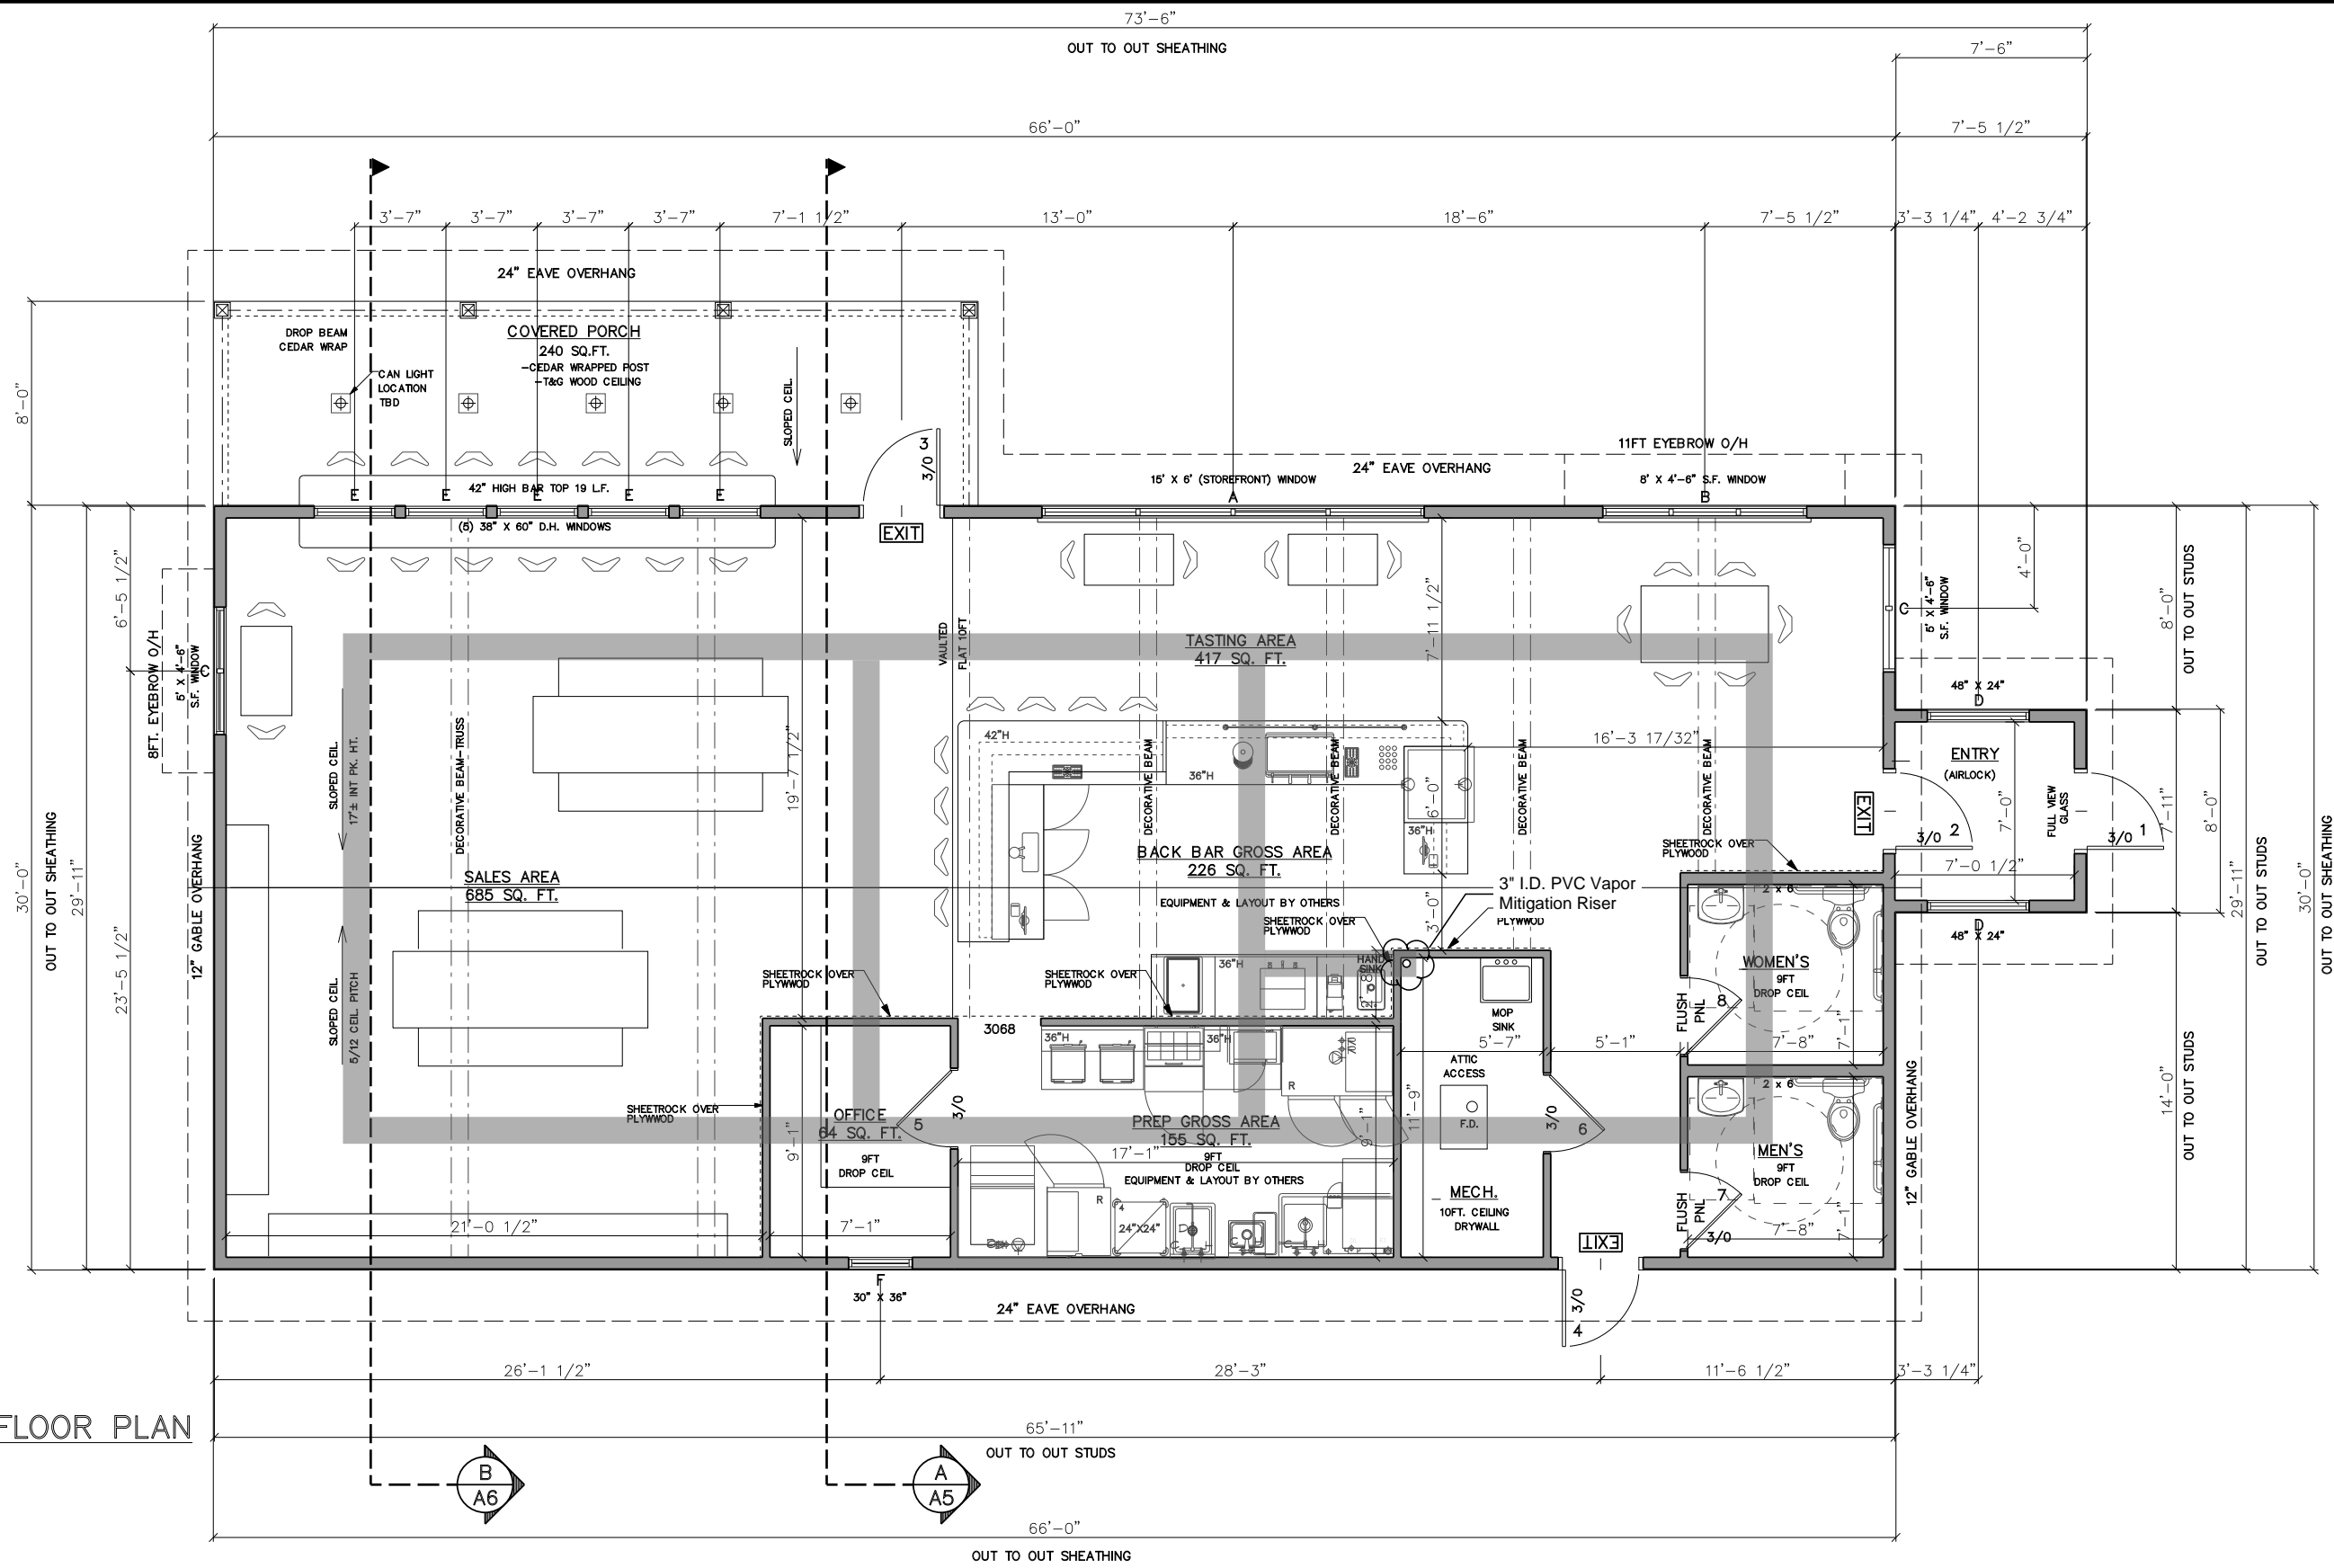 73'-6"
OUT TO OUT SHEATHING
7'-6"
66'-0"
7'-5 1/2"
3'-7"
3'-7"
3'-7"
3'-7"
7'-1 1/2"
13'-0"
18'-6"
7'-5 1/2"
3'-3 1/4"
4'-2 3/4"
24" EAVE OVERHANG
DROP BEAM
CEDAR WRAP
COVERED PORCH
240 SQ.FT.
-CEDAR WRAPPED POST
-T&G WOOD CEILING
CAN LIGHT
LOCATION
TBD
SLOPED CEIL.
8'-0"
3
3/0
11FT EYEBROW O/H
24" EAVE OVERHANG
15' X 6' (STOREFRONT) WINDOW
8' X 4'-6" S.F. WINDOW
42" HIGH BAR TOP 19 L.F.
E
E
E
E
E
A
B
(5) 38" X 60" D.H. WINDOWS
EXIT
6'-5 1/2"
8FT. EYEBROW O/H
5' X 4'-6"
S.F. WINDOW
C
VAULTED
FLAT 10FT
TASTING AREA
417 SQ. FT.
7'-11 1/2"
C
5' X 4'-6"
S.F. WINDOW
4'-0"
8'-0"
OUT TO OUT STUDS
48" X 24"
D
SLOPED CEIL.
17'± INT PK. HT.
DECORATIVE BEAM-TRUSS
19'-7 1/2"
42"H
36"H
DECORATIVE BEAM
DECORATIVE BEAM
DECORATIVE BEAM
DECORATIVE BEAM
16'-3 17/32"
6'-0"
36"H
ENTRY
(AIRLOCK)
EXIT
3/0
2
7'-0"
FULL VIEW
GLASS
3/0
1
7'-11"
8'-0"
7'-0 1/2"
SHEETROCK OVER
PLYWOOD
BACK BAR GROSS AREA
226 SQ. FT.
EQUIPMENT & LAYOUT BY OTHERS
SALES AREA
685 SQ. FT.
30'-0"
OUT TO OUT SHEATHING
29'-11"
23'-5 1/2"
12" GABLE OVERHANG
3" I.D. PVC Vapor
Mitigation Riser
PLYWWOD
SHEETROCK OVER
PLYWWOD
3'-0"
2 x 6
D
48" X 24"
29'-11"
OUT TO OUT STUDS
30'-0"
OUT TO OUT SHEATHING
SLOPED CEIL.
5/12 CEIL PITCH
SHEETROCK OVER
PLYWWOD
SHEETROCK OVER
PLYWWOD
36"H
HAND
SINK
WOMEN'S
9FT
DROP CEIL
FLUSH
PNL
8
7'-8"
7'-1"
MOP
SINK
5'-7"
5'-1"
3068
36"H
36"H
7070
R
ATTIC
ACCESS
F.D.
11'-9"
9'-1"
2 x 6
14'-0"
OUT TO OUT STUDS
SHEETROCK OVER
PLYWWOD
OFFICE
64 SQ. FT.
9FT
DROP CEIL
9'-1"
5
3/0
PREP GROSS AREA
155 SQ. FT.
17'-1"
9FT
DROP CEIL
EQUIPMENT & LAYOUT BY OTHERS
3/0
6
MECH.
10FT. CEILING
DRYWALL
MEN'S
9FT
DROP CEIL
FLUSH
PNL
7
3/0
7'-8"
7'-1"
12" GABLE OVERHANG
R
24"X24"
21'-0 1/2"
7'-1"
EXIT
F
30" X 36"
24" EAVE OVERHANG
3/0
4
26'-1 1/2"
28'-3"
11'-6 1/2"
3'-3 1/4"
FLOOR PLAN
65'-11"
OUT TO OUT STUDS
B
A6
A
A5
66'-0"
OUT TO OUT SHEATHING